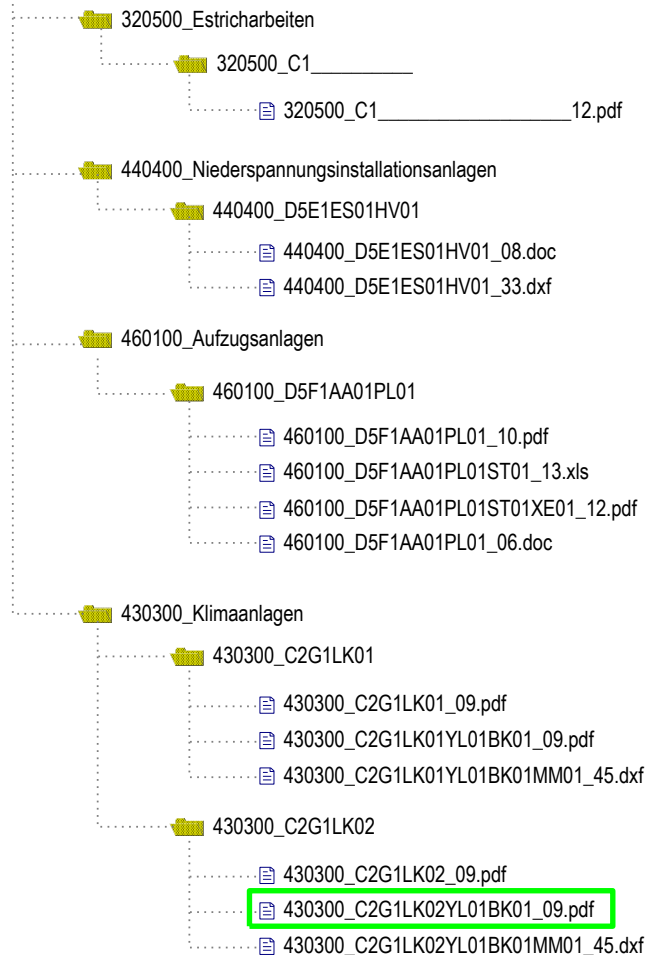 320500_Estricharbeiten
320500_C1__________
320500_C1___________________12.pdf
440400_Niederspannungsinstallationsanlagen
440400_D5E1ES01HV01
440400_D5E1ES01HV01_08.doc
440400_D5E1ES01HV01_33.dxf
460100_Aufzugsanlagen
460100_D5F1AA01PL01
460100_D5F1AA01PL01_10.pdf
460100_D5F1AA01PL01ST01_13.xls
460100_D5F1AA01PL01ST01XE01_12.pdf
460100_D5F1AA01PL01_06.doc
430300_Klimaanlagen
430300_C2G1LK01
430300_C2G1LK01_09.pdf
430300_C2G1LK01YL01BK01_09.pdf
430300_C2G1LK01YL01BK01MM01_45.dxf
430300_C2G1LK02
430300_C2G1LK02_09.pdf
430300_C2G1LK02YL01BK01_09.pdf
430300_C2G1LK02YL01BK01MM01_45.dxf